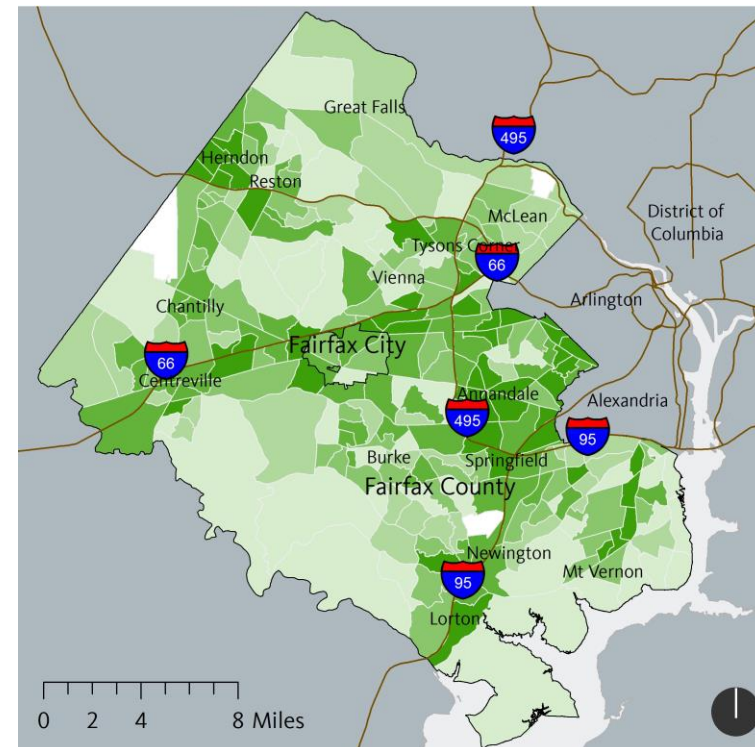 Great Falls
495
Herndon
Reston
McLean
District of
Columbia
Tysons Corner
66
Vienna
Arlington
Chantilly
Fairfax City
66
Centreville
Annandale
Alexandria
495
95
Burke
Springfield
Fairfax County
Newington
Mt Vernon
95
Lorton
0 2 4 8 Miles